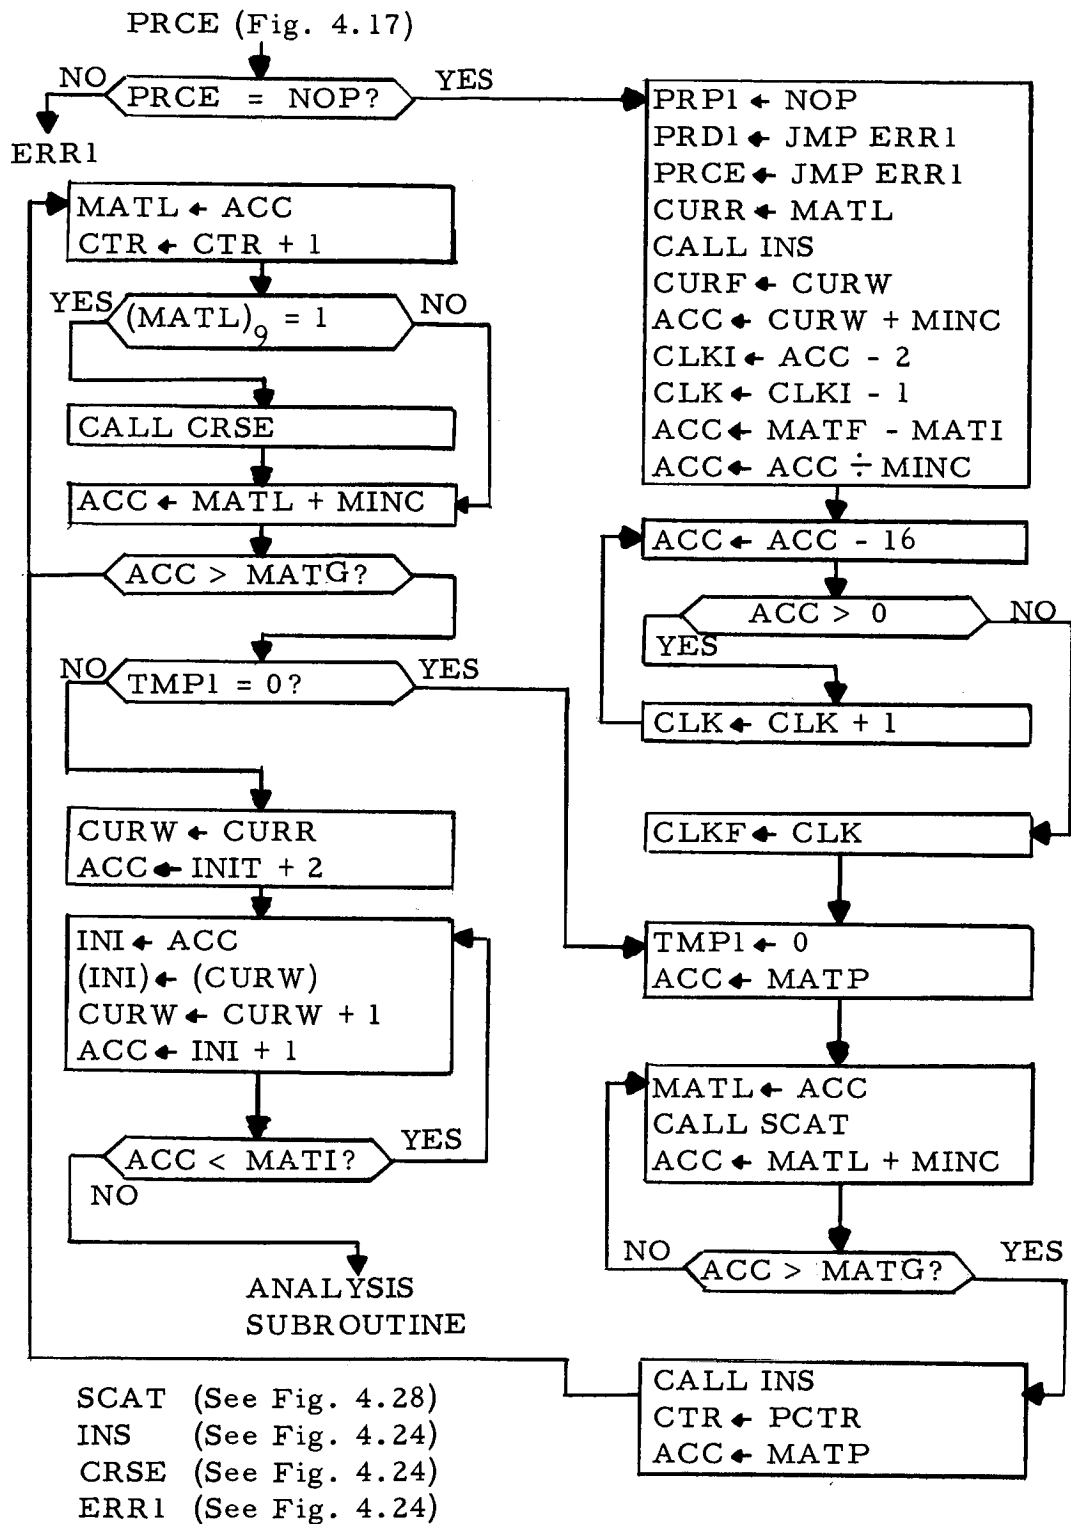 PRCE (Fig. 4.17)
NO
PRCE = NOP?
YES
ERR1
MATL ← ACC
CTR ← CTR + 1
YES
(MATL)₉ = 1
NO
CALL CRSE
ACC ← MATL + MINC
ACC > MATG?
NO
TMP1 = 0?
YES
CURW ← CURR
ACC ← INIT + 2
INI ← ACC
(INI) ← (CURW)
CURW ← CURW + 1
ACC ← INI + 1
ACC < MATI?
YES
NO
ANALYSIS
SUBROUTINE
PRP1 ← NOP
PRD1 ← JMP ERR1
PRCE ← JMP ERR1
CURR ← MATL
CALL INS
CURF ← CURW
ACC ← CURW + MINC
CLKI ← ACC - 2
CLK ← CLKI - 1
ACC ← MATF - MATI
ACC ← ACC ÷ MINC
ACC ← ACC - 16
ACC > 0
NO
YES
CLK ← CLK + 1
CLKF ← CLK
TMP1 ← 0
ACC ← MATP
MATL ← ACC
CALL SCAT
ACC ← MATL + MINC
NO
ACC > MATG?
YES
CALL INS
CTR ← PCTR
ACC ← MATP
SCAT (See Fig. 4.28)
INS (See Fig. 4.24)
CRSE (See Fig. 4.24)
ERR1 (See Fig. 4.24)